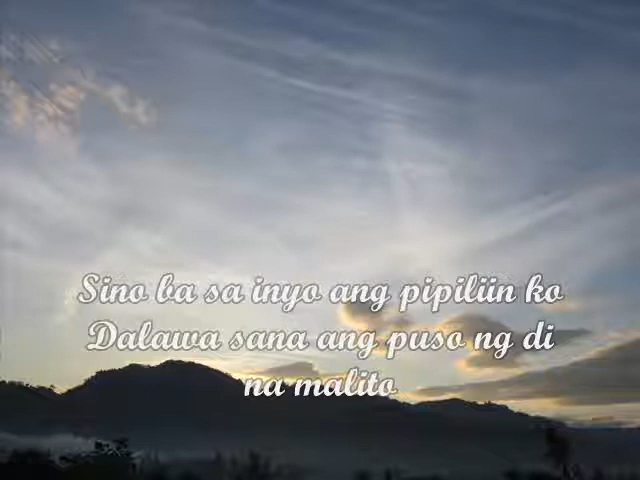 Sino ba sa inyo ang pipiliin ko
Dalawa sana ang puso ng di
na malito